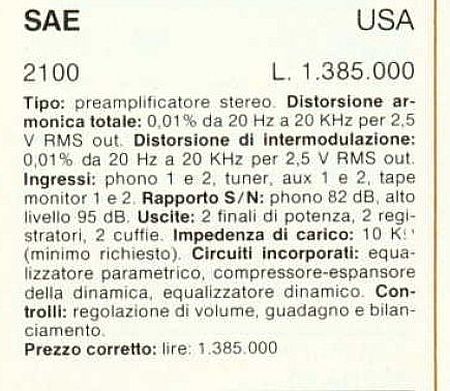 SAE USA
2100 L. 1.385.000
Tipo: preamplificatore stereo. Distorsione ar-
monica totale: 0,01% da 20 Hz a 20 KHz per 2,5
V RMS out. Distorsione di intermodulazione:
0,01% da 20 Hz a 20 KHz per 2,5 V RMS out.
Ingressi: phono 1 e 2, tuner, aux 1 e 2, tape
monitor 1 e 2. Rapporto S/N: phono 82 dB, alto
livello 95 dB. Uscite: 2 finali di potenza, 2 regi-
stratori, 2 cuffie. Impedenza di carico: 10
(minimo richiesto). Circuiti incorporati: equa-
lizzatore parametrico, compressore-espansore
della dinamica, equalizzatore dinamico. Con-
trolli: regolazione di volume, guadagno e bilan-
ciamento.
Prezzo corretto: lire: 1.385.000